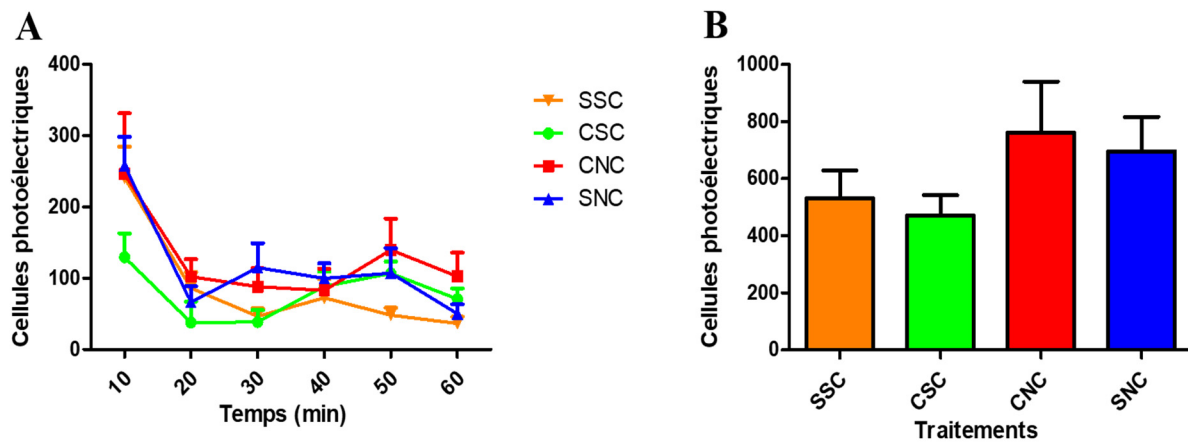 A
Cellules photoélectriques
400
300
200
100
0
10
20
30
40
50
60
Temps (min)
SSC
CSC
CNC
SNC
B
Cellules photoélectriques
1000
800
600
400
200
0
SSC
CSC
CNC
SNC
Traitements